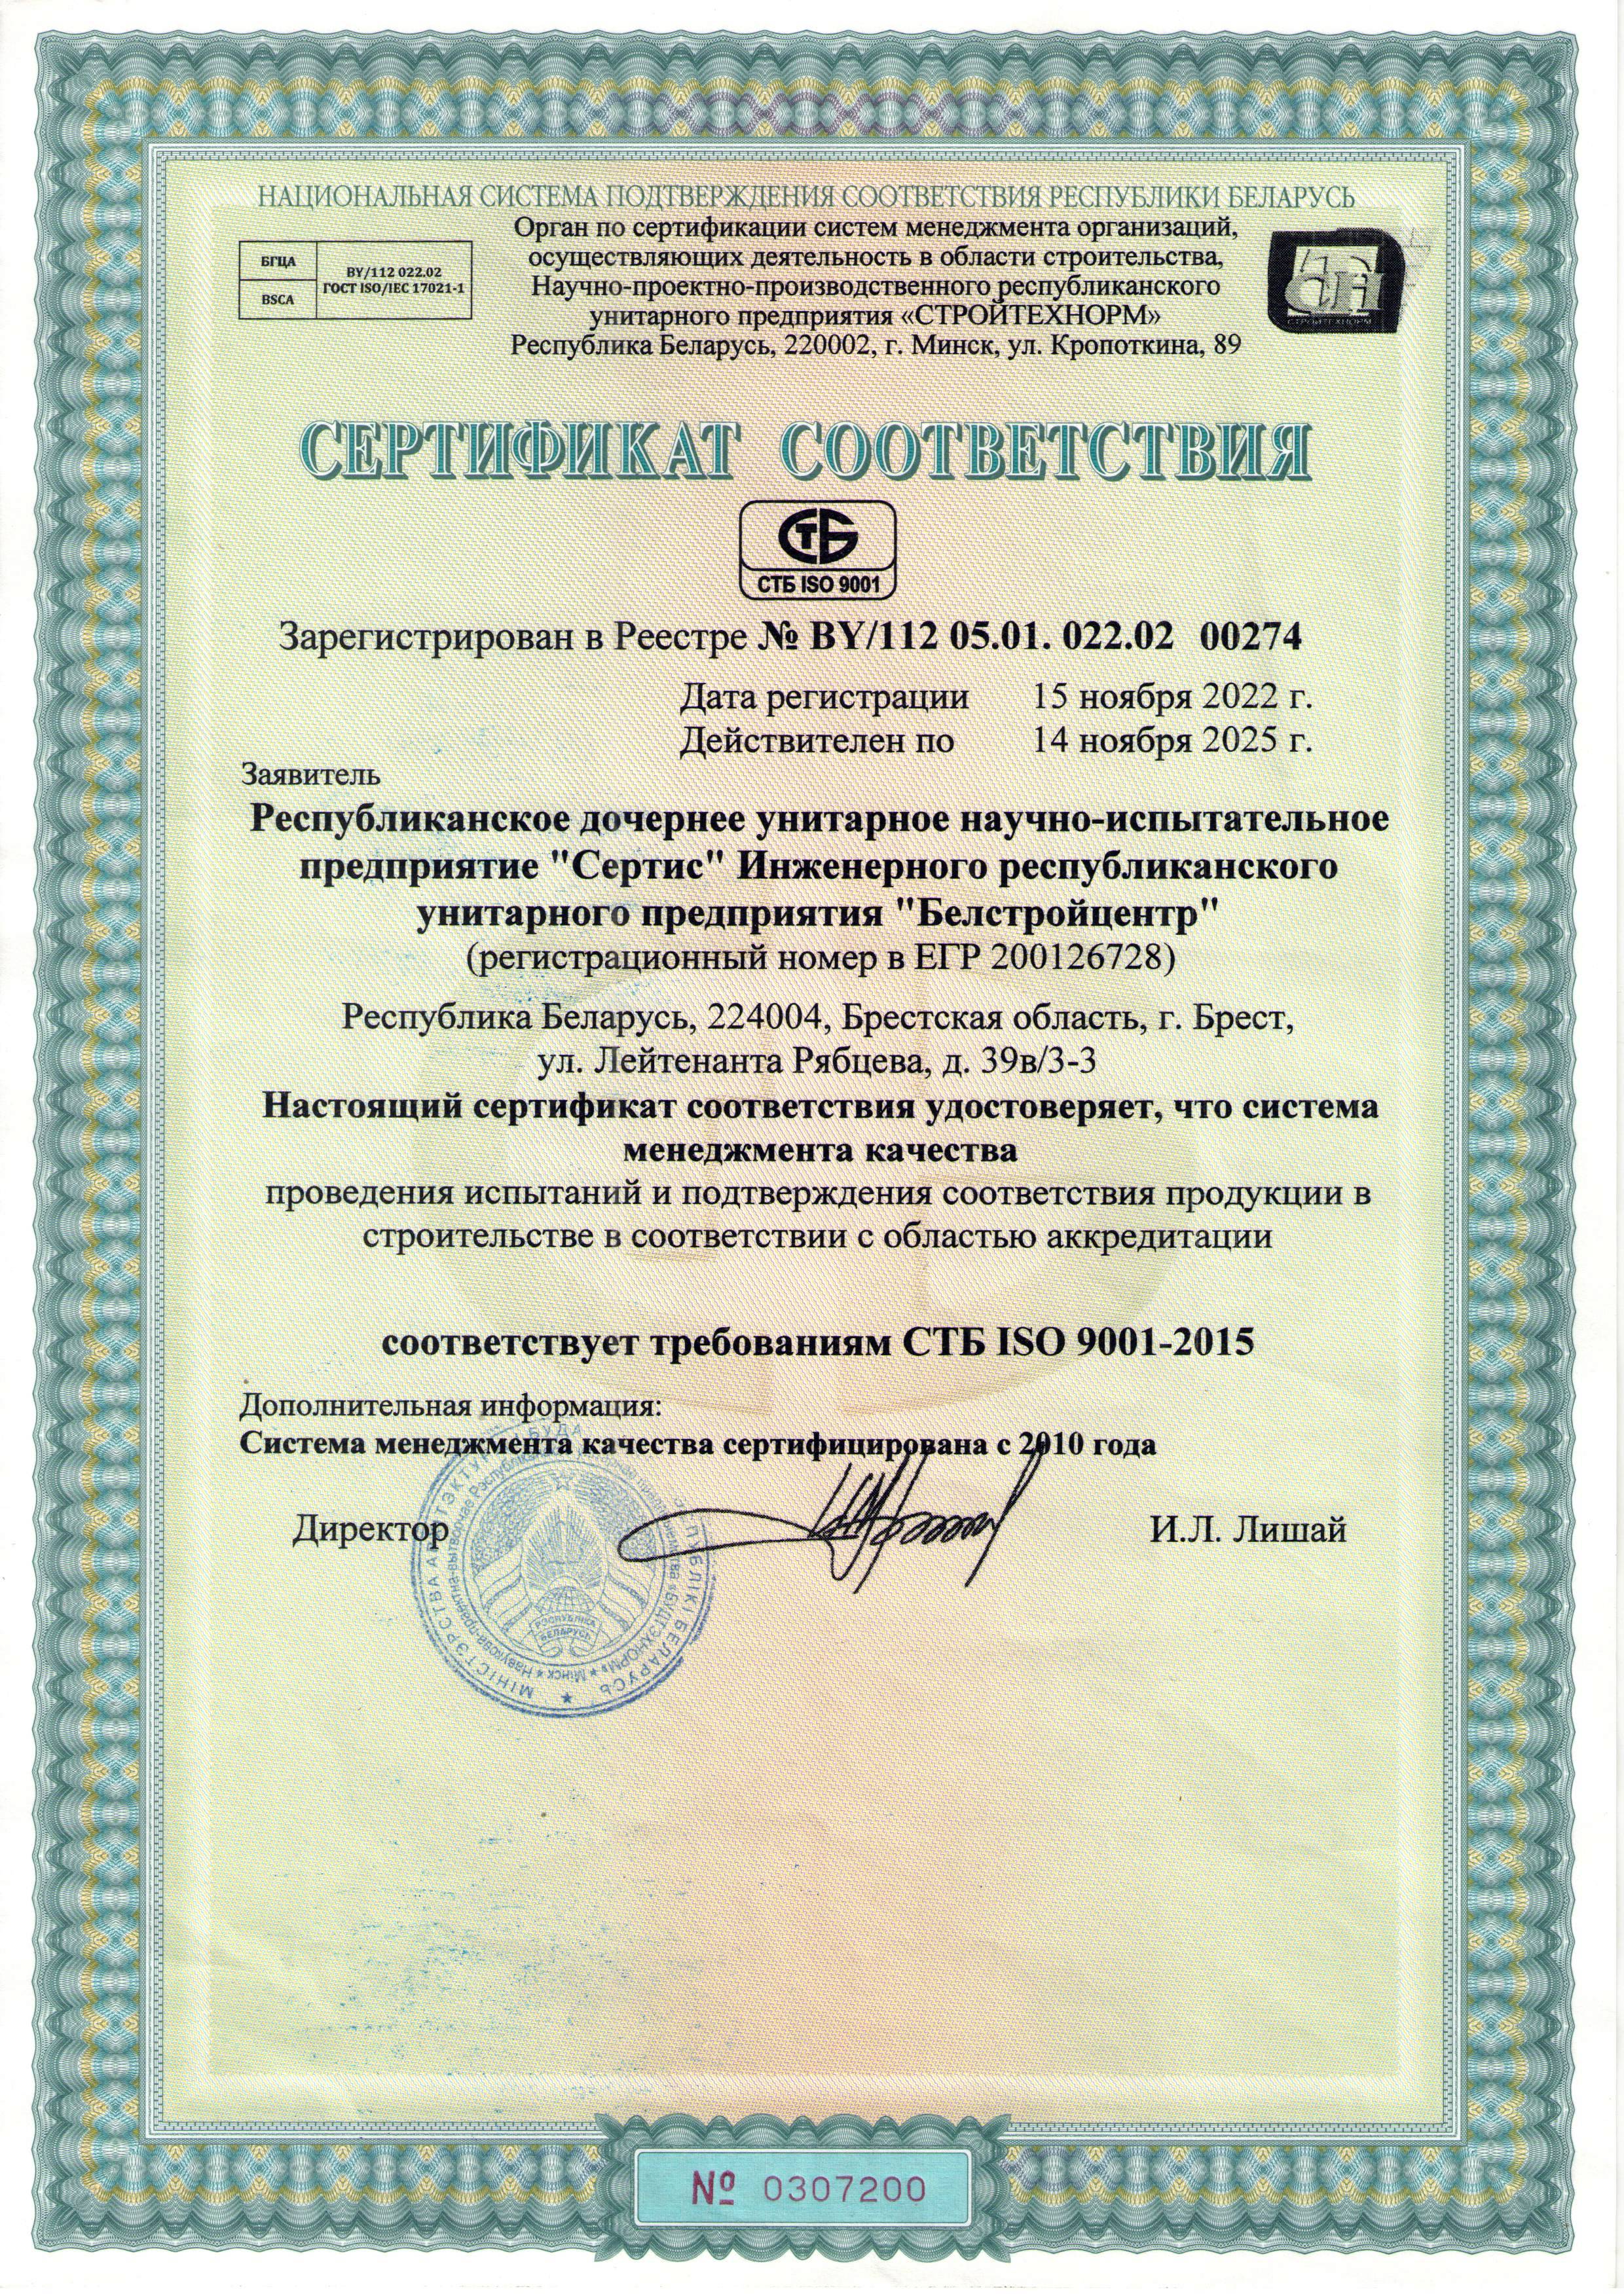 НАЦИОНАЛЬНАЯ СИСТЕМА ПОДТВЕРЖДЕНИЯ СООТВЕТСТВИЯ РЕСПУБЛИКИ БЕЛАРУСЬ
БГЦА
BSCA
BY/112 022.02
ГОСТ ISO/IEC 17021-1
Орган по сертификации систем менеджмента организаций,
осуществляющих деятельность в области строительства,
Научно-проектно-производственного республиканского
унитарного предприятия «СТРОЙТЕХНОРМ»
Республика Беларусь, 220002, г. Минск, ул. Кропоткина, 89
СТРОЙТЕХНОРМ
СЕРТИФИКАТ СООТВЕТСТВИЯ
СТБ
СТБ ISO 9001
Зарегистрирован в Реестре № BY/112 05.01. 022.02 00274
Дата регистрации 15 ноября 2022 г.
Действителен по 14 ноября 2025 г.
Заявитель
Республиканское дочернее унитарное научно-испытательное
предприятие "Сертис" Инженерного республиканского
унитарного предприятия "Белстройцентр"
(регистрационный номер в ЕГР 200126728)
Республика Беларусь, 224004, Брестская область, г. Брест,
ул. Лейтенанта Рябцева, д. 39в/3-3
Настоящий сертификат соответствия удостоверяет, что система
менеджмента качества
проведения испытаний и подтверждения соответствия продукции в
строительстве в соответствии с областью аккредитации
соответствует требованиям СТБ ISO 9001-2015
Дополнительная информация:
Система менеджмента качества сертифицирована с 2010 года
Директор
И.Л. Лишай
РЭСПУБЛІКА
БЕЛАРУСЬ
№ 0307200